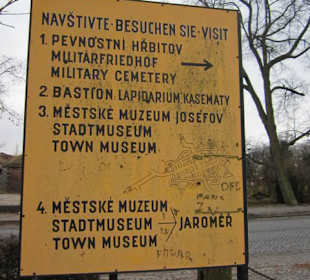 NAVŠTIVTE·BESUCHEN SIE·VISIT
1. PEVNOSTNÍ HŘBITOV
MILITÄRFRIEDHOF
MILITARY CEMETERY
2. BASTION LAPIDARIUM KASEMATY
3. MĚSTSKÉ MUZEUM JOSEFOV
STADTMUSEUM
TOWN MUSEUM
4. MĚSTSKÉ MUZEUM
STADTMUSEUM JAROMĚŘ
TOWN MUSEUM